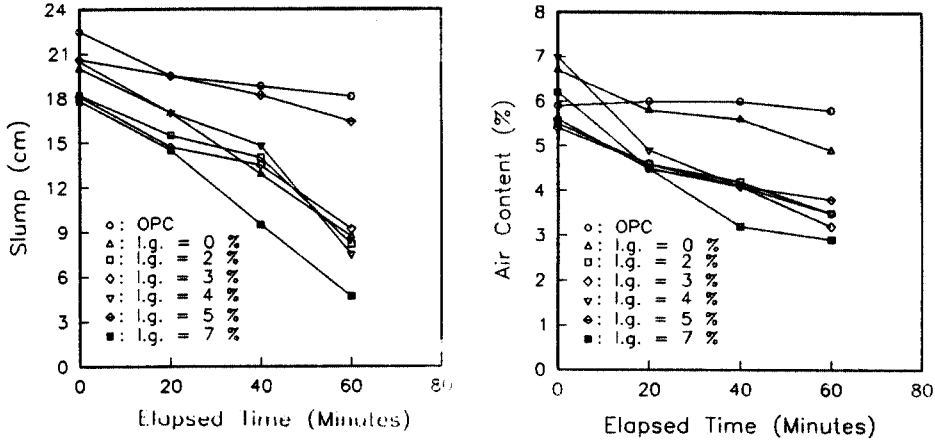 24
21
18
15
12
9
6
3
0
Slump (cm)
○: OPC
△: l.g. = 0 %
□: l.g. = 2 %
◇: l.g. = 3 %
▽: l.g. = 4 %
◇: l.g. = 5 %
■: l.g. = 7 %
0 20 40 60 80
Elapsed Time (Minutes)
8
7
6
5
4
3
2
1
0
Air Content (%)
○: OPC
△: l.g. = 0 %
□: l.g. = 2 %
◇: l.g. = 3 %
▽: l.g. = 4 %
◇: l.g. = 5 %
■: l.g. = 7 %
0 20 40 60 80
Elapsed Time (Minutes)